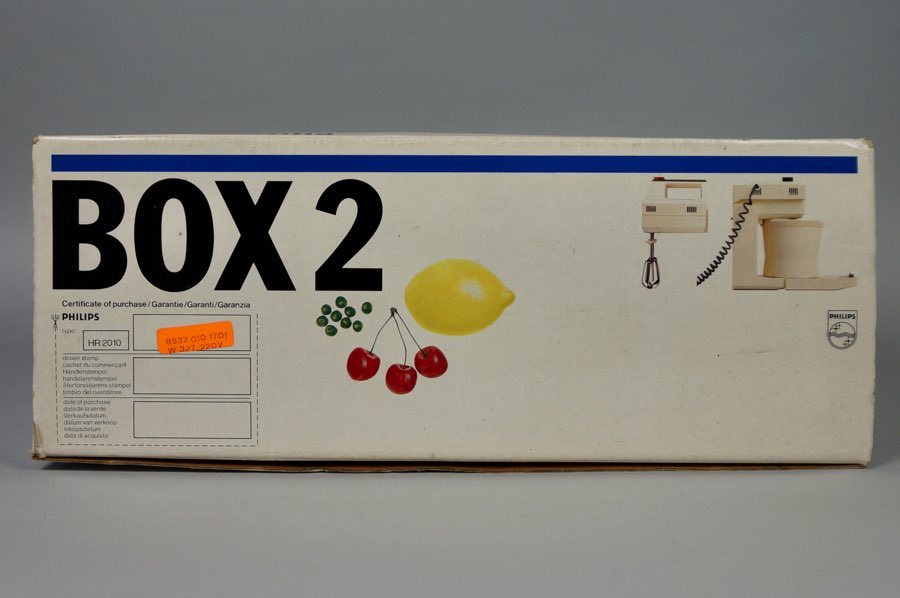 BOX 2
Certificate of purchase/Garantie/Garanti/Garanzia
PHILIPS
type:
HR 2010
8832 010 1701
W 327 220V
dealer stamp
cachet du commerçant
Händlerstempel
handelarenstempel
återförsäljarens stämpel
timbro del rivenditore
date of purchase
date de la vente
Verkaufsdatum
datum van verkoop
inköpsdatum
data di acquisto
PHILIPS